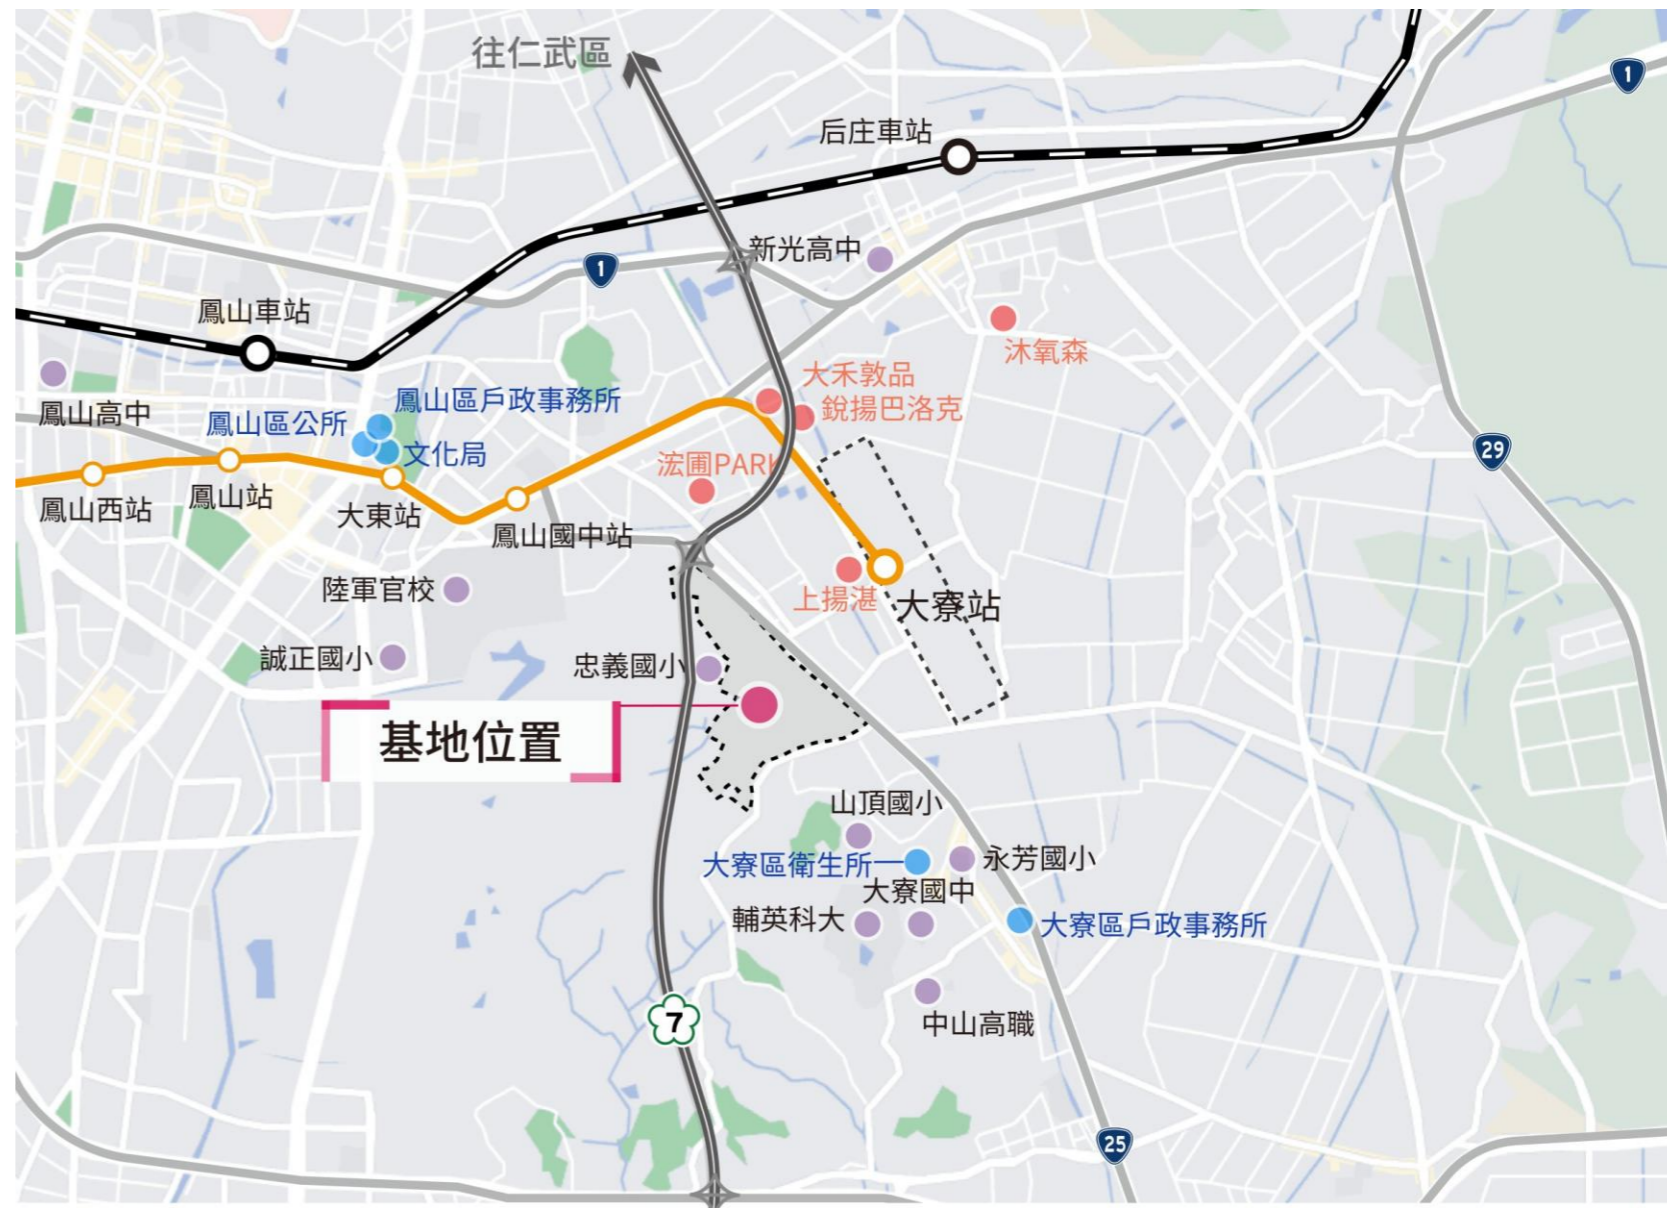 往仁武區
1
后庄車站
新光高中
1
鳳山車站
沐氧森
大禾敦品
鳳山區戶政事務所
銳揚巴洛克
鳳山高中
鳳山區公所
文化局
29
浤圃PARK
鳳山西站
鳳山站
大東站
鳳山國中站
陸軍官校
上揚湛
大寮站
誠正國小
忠義國小
基地位置
山頂國小
大寮區衛生所
永芳國小
大寮國中
輔英科大
大寮區戶政事務所
7
中山高職
25